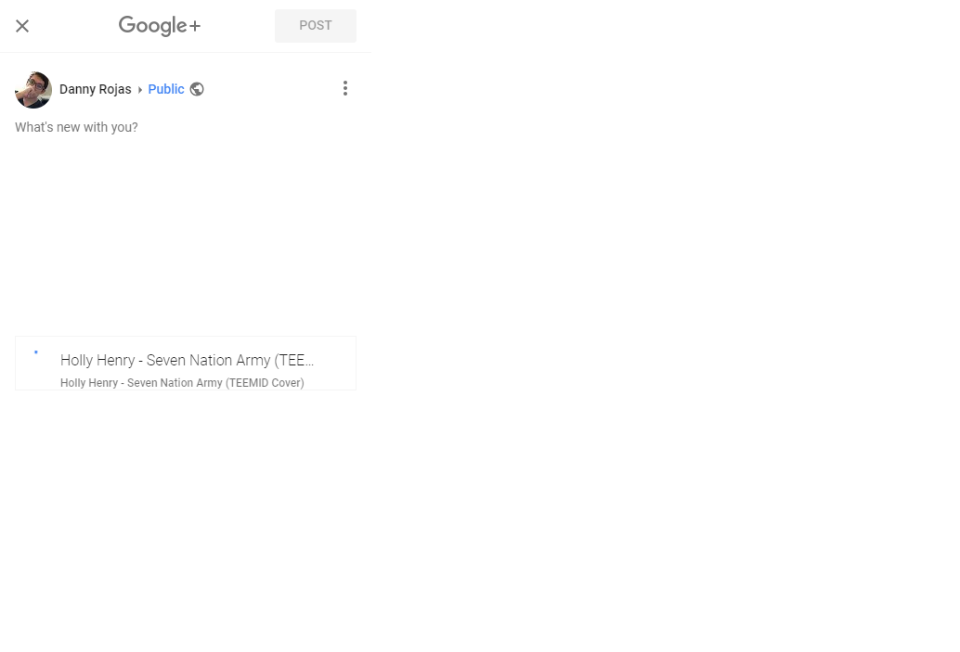 Google+
POST
Danny Rojas Public
What's new with you?
Holly Henry - Seven Nation Army (TEE...
Holly Henry - Seven Nation Army (TEEMID Cover)